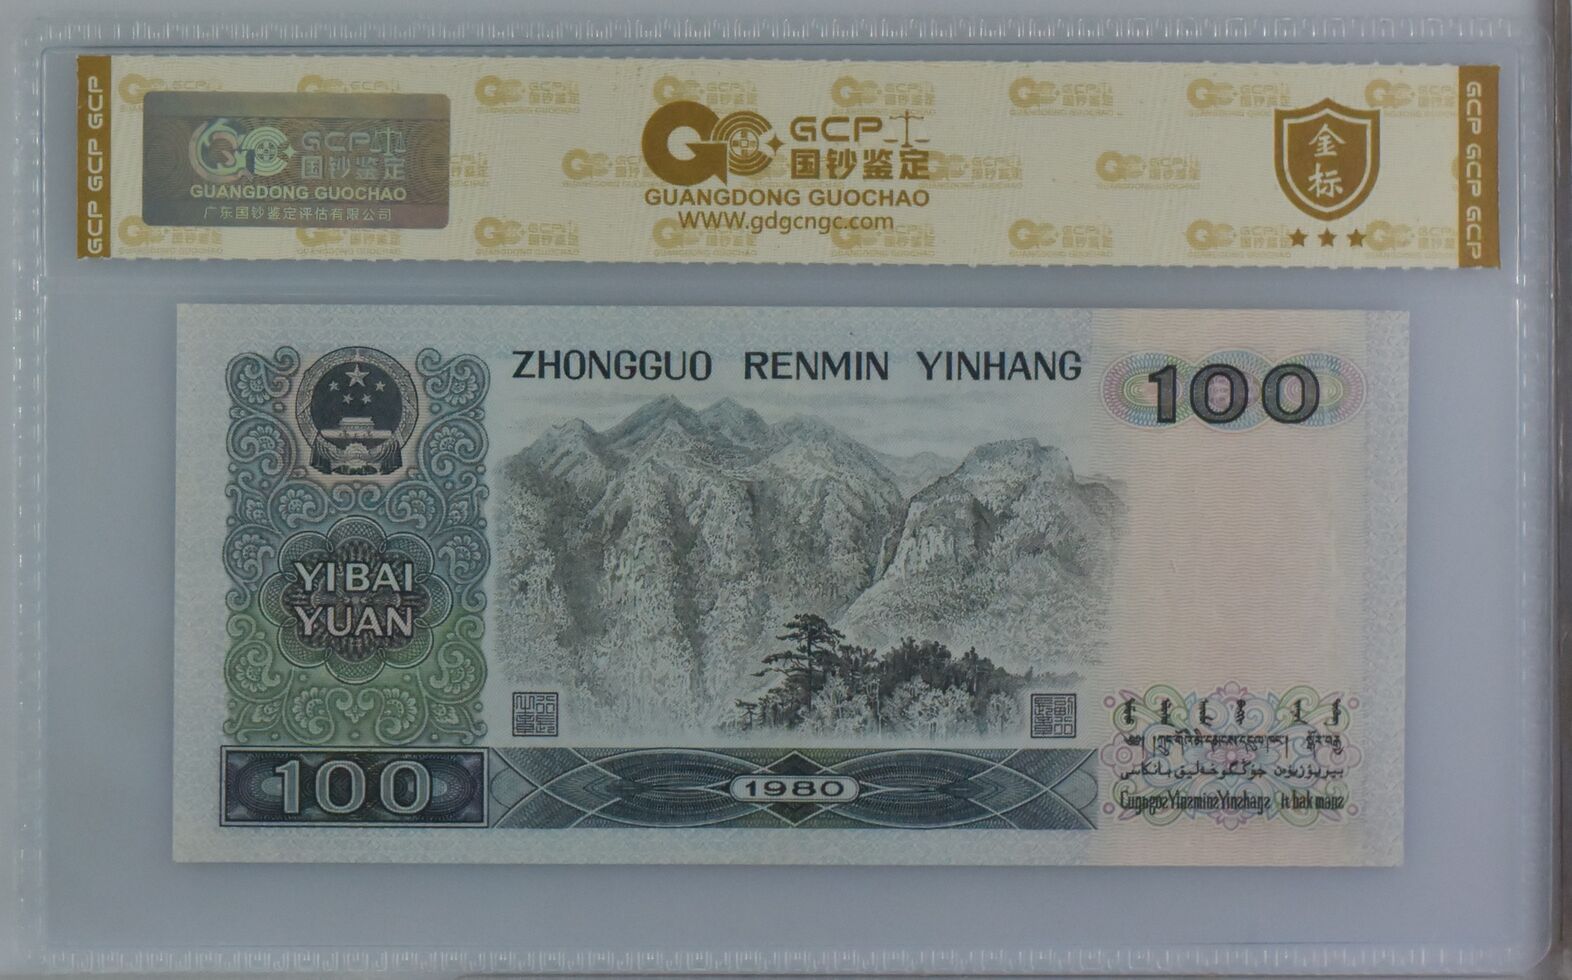 GCP GCP GCP
GCP
国钞鉴定
GUANGDONG GUOCHAO
广东国钞鉴定评估有限公司
GCP
国钞鉴定
GUANGDONG GUOCHAO
WWW.gdgcngc.com
金标
GCP GCP GCP
ZHONGGUO RENMIN YINHANG
100
YIBAI
YUAN
100
1980